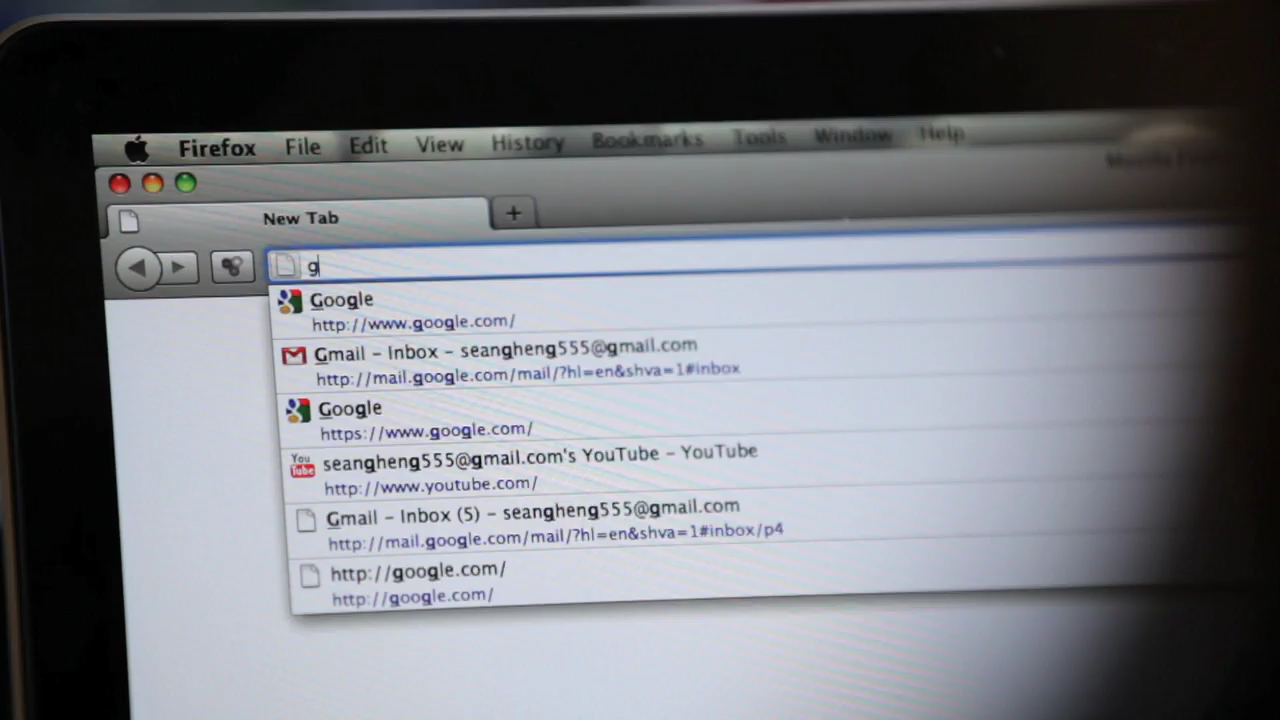 Firefox File Edit View History Bookmarks Tools Window Help
New Tab +
g
Google
http://www.google.com/
Gmail - Inbox - seangheng555@gmail.com
http://mail.google.com/mail/?hl=en&shva=1#inbox
Google
https://www.google.com/
You
Tube
seangheng555@gmail.com's YouTube - YouTube
http://www.youtube.com/
Gmail - Inbox (5) - seangheng555@gmail.com
http://mail.google.com/mail/?hl=en&shva=1#inbox/p4
http://google.com/
http://google.com/